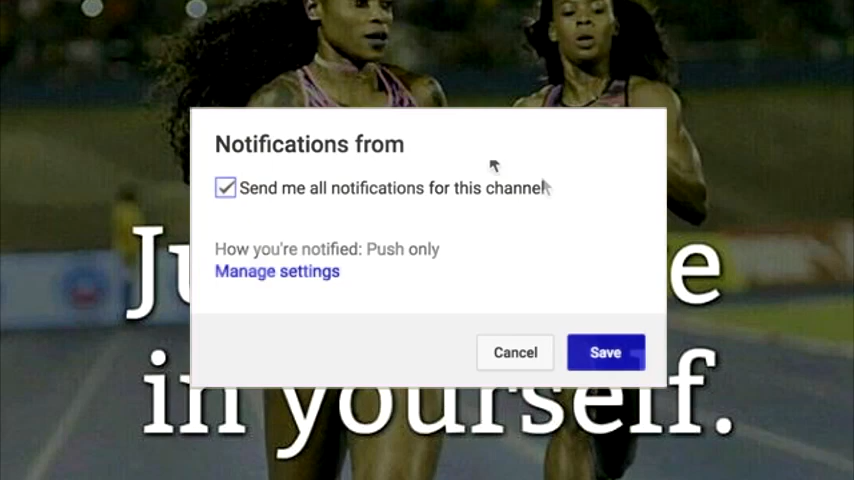 Notifications from
Send me all notifications for this channel
How you're notified: Push only
Manage settings
Cancel
Save
in yourself.